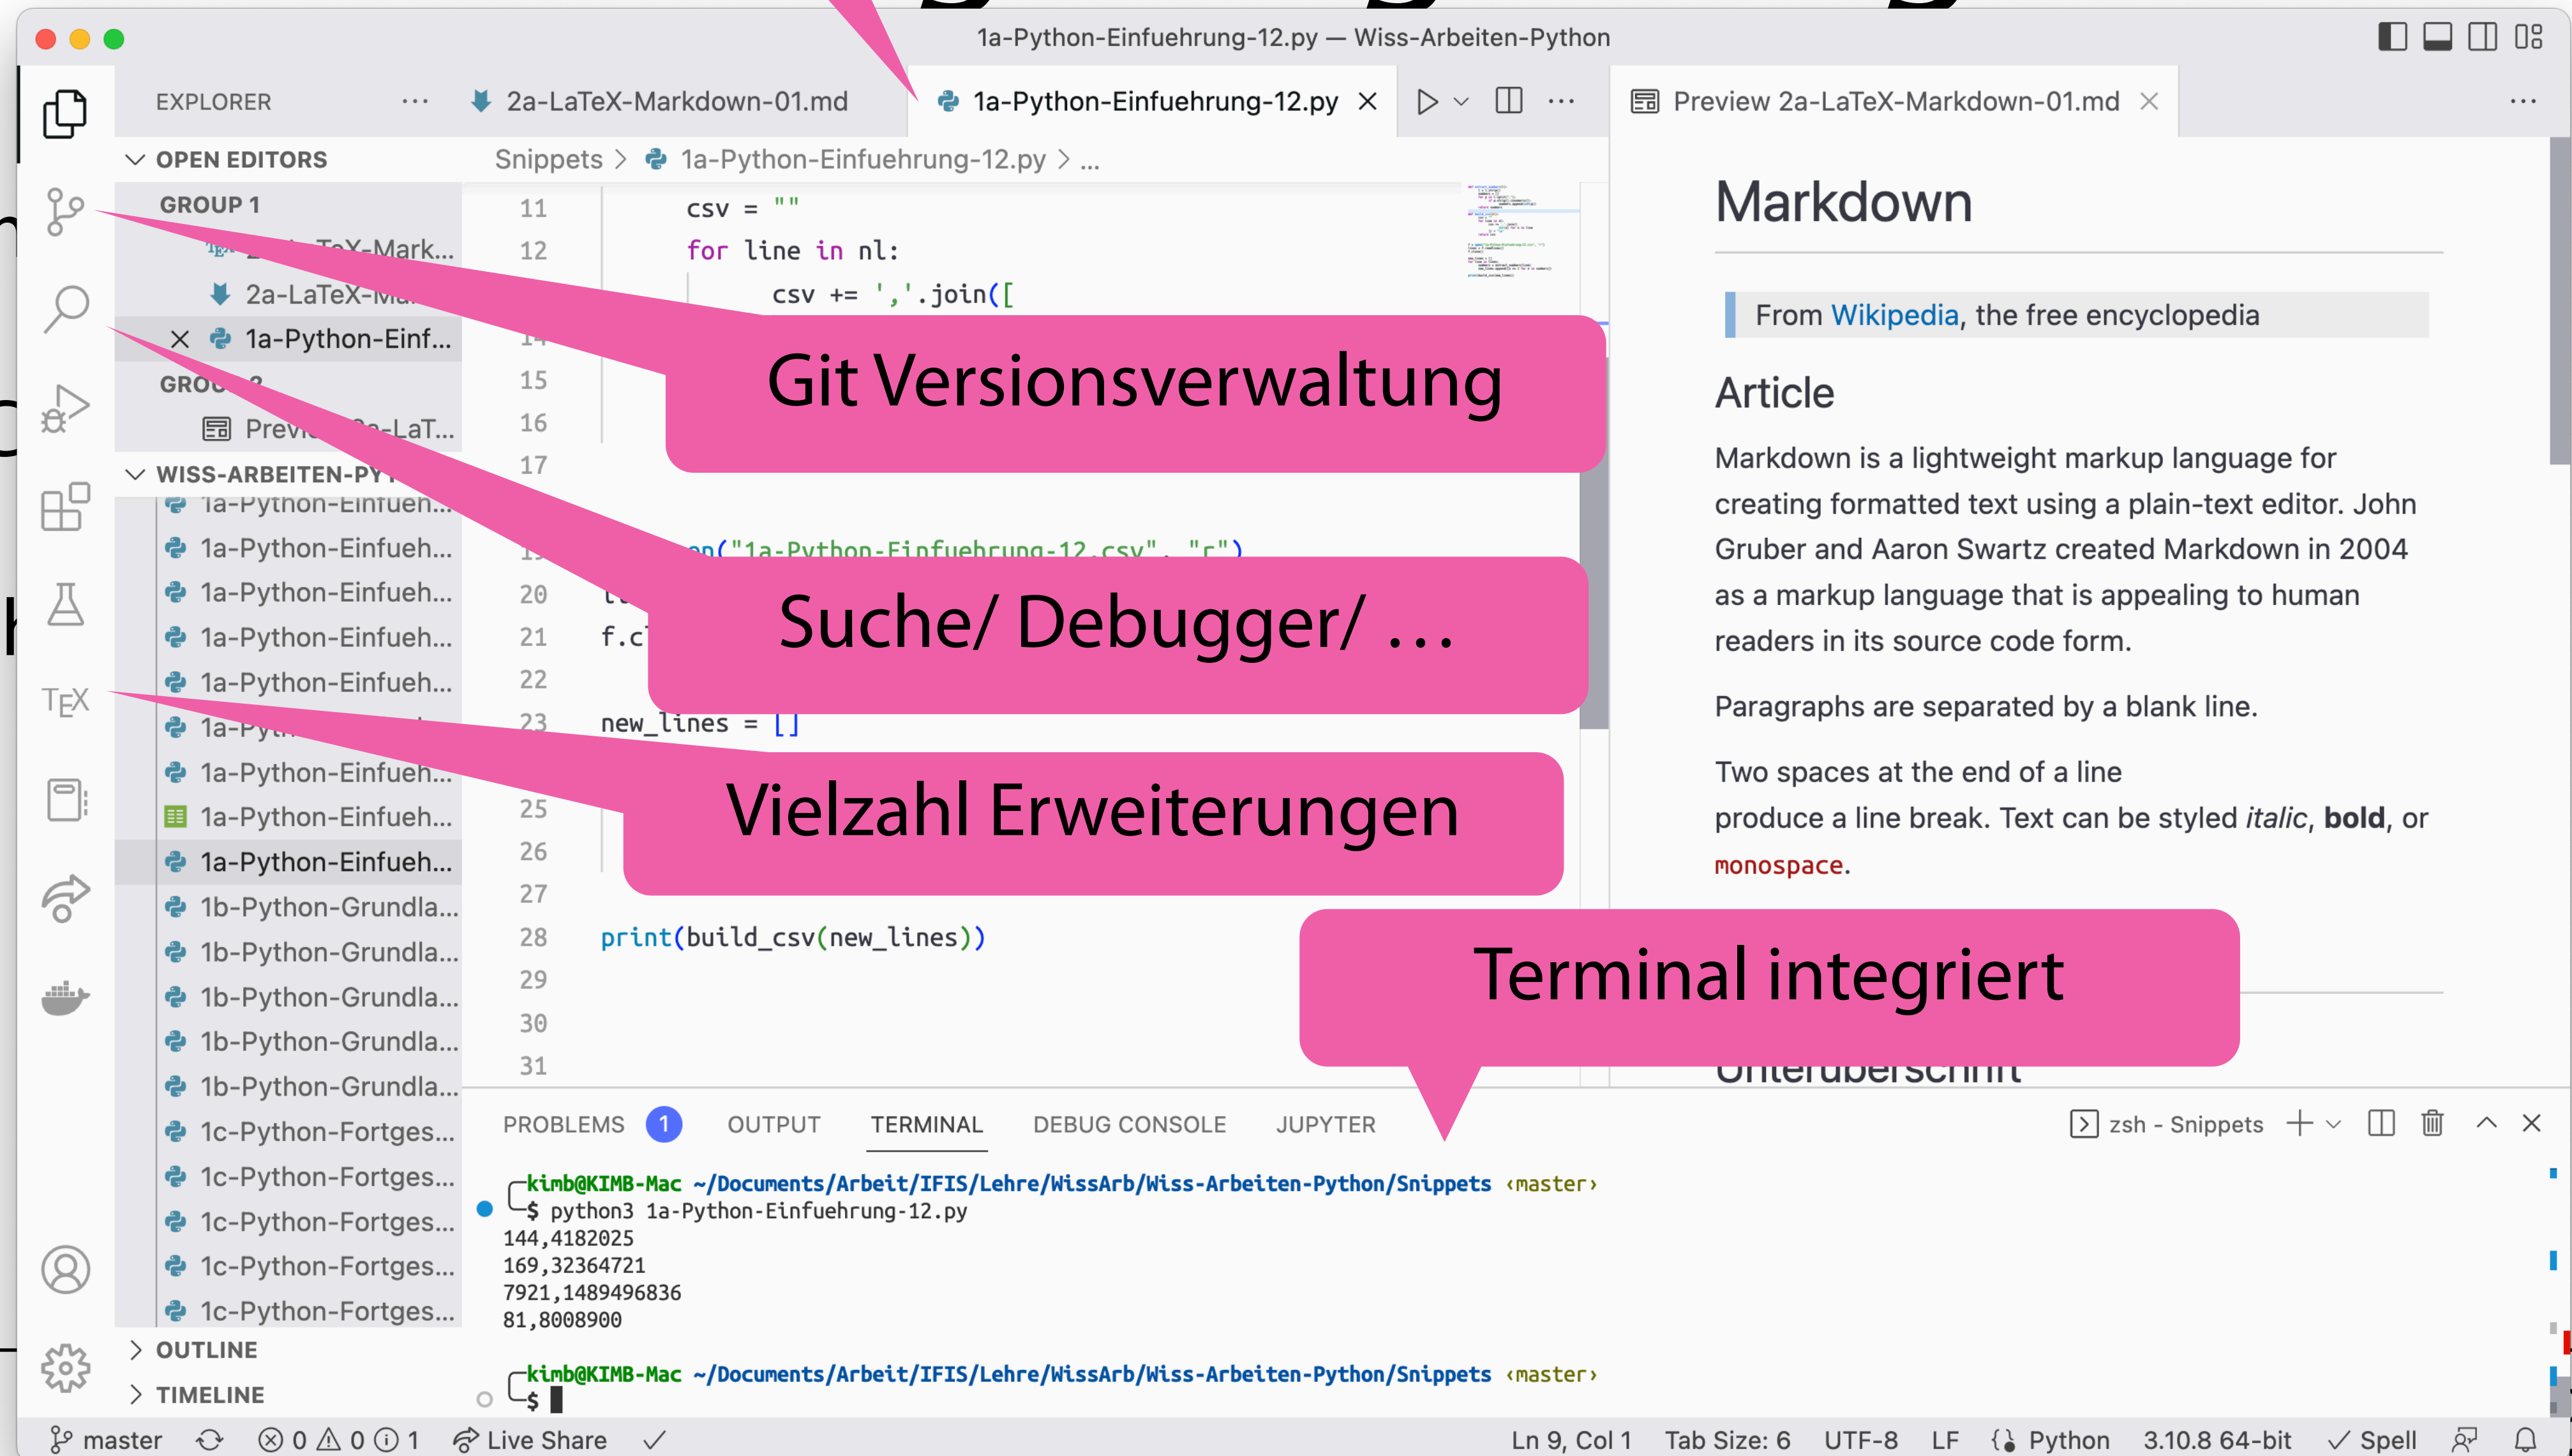 1a-Python-Einfuehrung-12.py — Wiss-Arbeiten-Python
EXPLORER
2a-LaTeX-Markdown-01.md
1a-Python-Einfuehrung-12.py
Preview 2a-LaTeX-Markdown-01.md
OPEN EDITORS
Snippets > 1a-Python-Einfuehrung-12.py > ...
GROUP 1
2a-LaTeX-Ma
1a-Python-Einf...
WISS-ARBEITEN-PY
1a-Python-Einfueh...
1a-Python-Einfueh...
1a-Python-Einfueh...
1a-Python-Einfueh...
1a-Python-Einfueh...
1a-Python-Einfueh...
1a-Python-Einfueh...
1a-Python-Einfueh...
1b-Python-Grundla...
1b-Python-Grundla...
1b-Python-Grundla...
1b-Python-Grundla...
1b-Python-Grundla...
1c-Python-Fortges...
1c-Python-Fortges...
1c-Python-Fortges...
1c-Python-Fortges...
1c-Python-Fortges...
OUTLINE
TIMELINE
TEX
11 csv = ""
12 for line in nl:
csv += ','.join([
14
15
16
17
("1a-Python-Einfuehrung-12.csv", "r")
20
21 f.c
22
23 new_lines = []
25
26
27
28 print(build_csv(new_lines))
29
30
31
Git Versionsverwaltung
Suche/ Debugger/ …
Vielzahl Erweiterungen
Terminal integriert
Markdown
From Wikipedia, the free encyclopedia
Article
Markdown is a lightweight markup language for
creating formatted text using a plain-text editor. John
Gruber and Aaron Swartz created Markdown in 2004
as a markup language that is appealing to human
readers in its source code form.
Paragraphs are separated by a blank line.
Two spaces at the end of a line
produce a line break. Text can be styled italic, bold, or
monospace.
Unterüberschrift
PROBLEMS 1 OUTPUT TERMINAL DEBUG CONSOLE JUPYTER
zsh - Snippets
kimb@KIMB-Mac ~/Documents/Arbeit/IFIS/Lehre/WissArb/Wiss-Arbeiten-Python/Snippets ‹master›
$ python3 1a-Python-Einfuehrung-12.py
144,4182025
169,32364721
7921,1489496836
81,8008900
kimb@KIMB-Mac ~/Documents/Arbeit/IFIS/Lehre/WissArb/Wiss-Arbeiten-Python/Snippets ‹master›
$
master 0 0 1 Live Share
Ln 9, Col 1 Tab Size: 6 UTF-8 LF Python 3.10.8 64-bit Spell